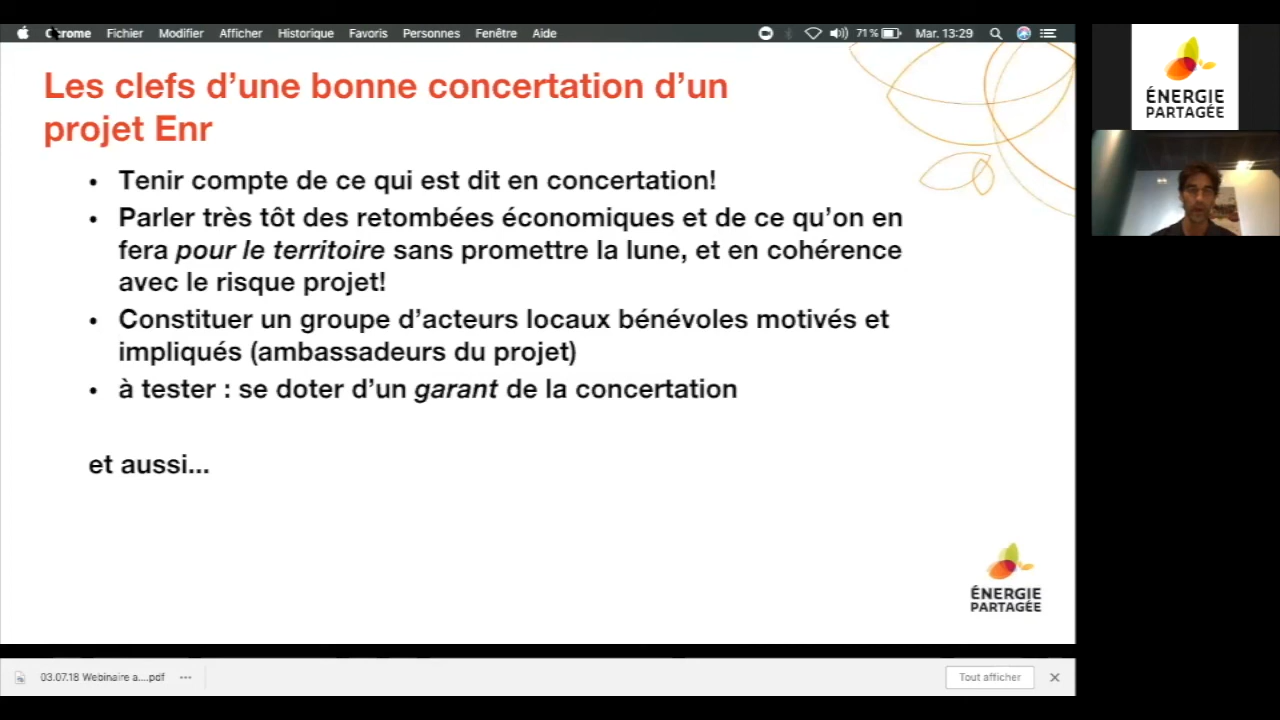 Chrome Fichier Modifier Afficher Historique Favoris Personnes Fenêtre Aide 71% Mar. 13:29
Les clefs d’une bonne concertation d’un
projet Enr
• Tenir compte de ce qui est dit en concertation!
• Parler très tôt des retombées économiques et de ce qu’on en
fera pour le territoire sans promettre la lune, et en cohérence
avec le risque projet!
• Constituer un groupe d’acteurs locaux bénévoles motivés et
impliqués (ambassadeurs du projet)
• à tester : se doter d’un garant de la concertation
et aussi...
ÉNERGIE
PARTAGÉE
03.07.18 Webinaire a....pdf
Tout afficher
ÉNERGIE
PARTAGÉE